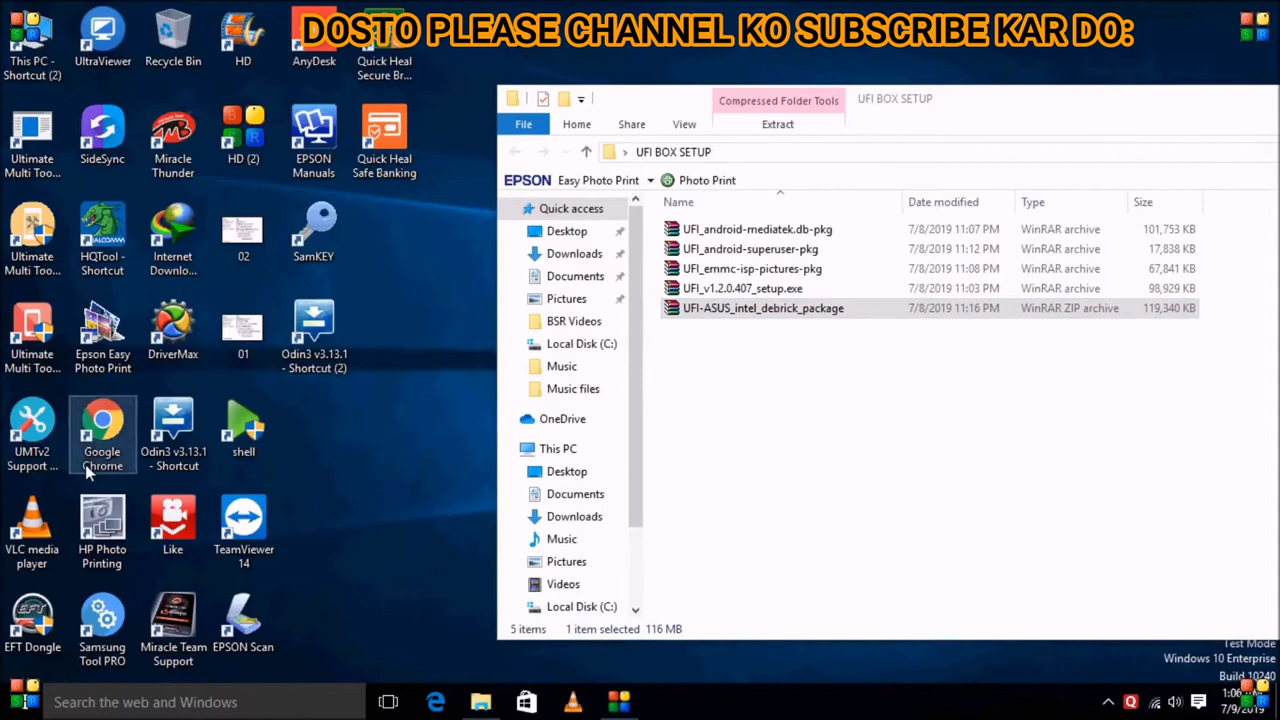 DOSTO PLEASE CHANNEL KO SUBSCRIBE KAR DO:
This PC -
Shortcut (2)
UltraViewer
Recycle Bin
HD
AnyDesk
Quick Heal
Secure Br...
Ultimate
Multi Too...
SideSync
Miracle
Thunder
HD (2)
EPSON
Manuals
Quick Heal
Safe Banking
Ultimate
Multi Too...
HQTool -
Shortcut
Internet
Downlo...
02
SamKEY
Ultimate
Multi Too...
Epson Easy
Photo Print
DriverMax
01
Odin3 v3.13.1
- Shortcut (2)
UMTv2
Support ...
Google
Chrome
Odin3 v3.13.1
- Shortcut
shell
VLC media
player
HP Photo
Printing
Like
TeamViewer
14
EFT Dongle
Samsung
Tool PRO
Miracle Team
Support
EPSON Scan
Compressed Folder Tools
UFI BOX SETUP
File
Home
Share
View
Extract
UFI BOX SETUP
EPSON Easy Photo Print Photo Print
Quick access
Desktop
Downloads
Documents
Pictures
BSR Videos
Local Disk (C:)
Music
Music files
OneDrive
This PC
Desktop
Documents
Downloads
Music
Pictures
Videos
Local Disk (C:)
Name Date modified Type Size
UFI_android-mediatek.db-pkg 7/8/2019 11:07 PM WinRAR archive 101,753 KB
UFI_android-superuser-pkg 7/8/2019 11:12 PM WinRAR archive 17,838 KB
UFI_emmc-isp-pictures-pkg 7/8/2019 11:08 PM WinRAR archive 67,841 KB
UFI_v1.2.0.407_setup.exe 7/8/2019 11:03 PM WinRAR archive 98,929 KB
UFI-ASUS_intel_debrick_package 7/8/2019 11:16 PM WinRAR ZIP archive 119,340 KB
5 items 1 item selected 116 MB
Test Mode
Windows 10 Enterprise
Build 10240
Search the web and Windows
7/9/2019